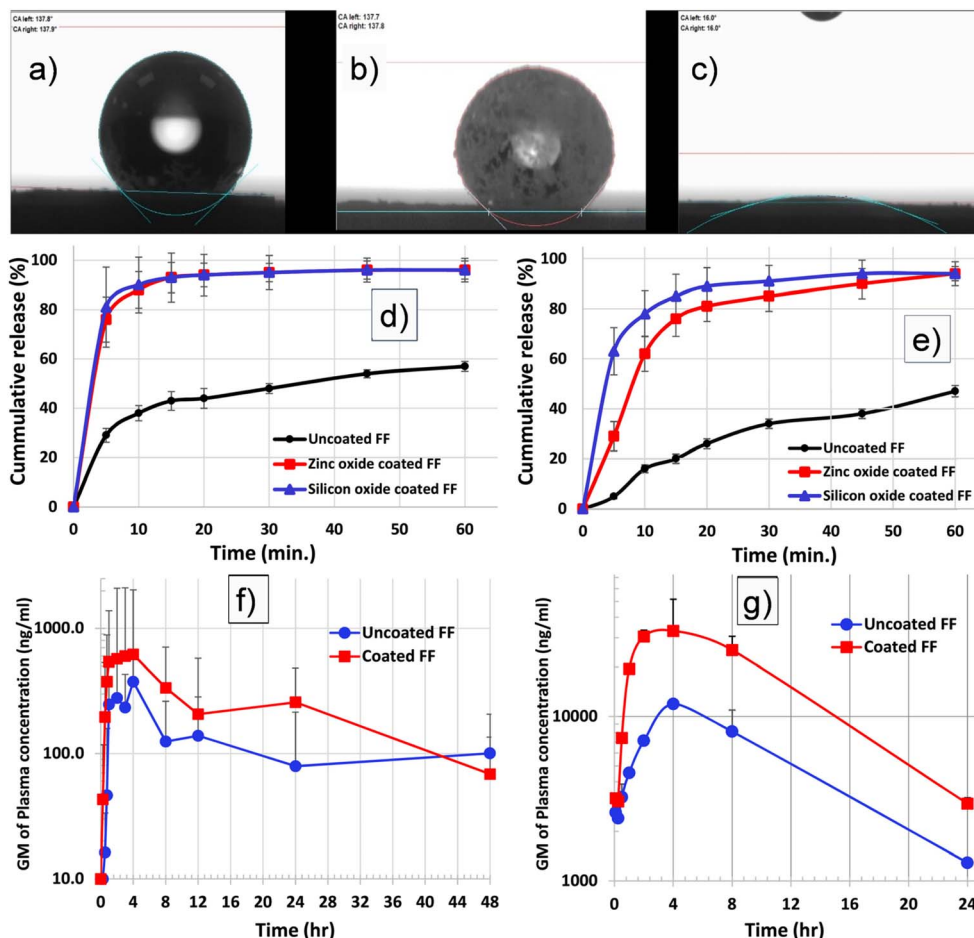 CA left: 137.8°
CA right: 137.9°
a)
CA left: 137.7
CA right: 137.8
b)
CA left: 16.0°
CA right: 16.0°
c)
Cummulative release (%)
100
80
60
40
20
0
d)
Uncoated FF
Zinc oxide coated FF
Silicon oxide coated FF
0 10 20 30 40 50 60
Time (min.)
Cummulative release (%)
100
80
60
40
20
0
e)
Uncoated FF
Zinc oxide coated FF
Silicon oxide coated FF
0 10 20 30 40 50 60
Time (min.)
GM of Plasma concentration (ng/ml)
1000.0
100.0
10.0
f)
Uncoated FF
Coated FF
0 4 8 12 16 20 24 28 32 36 40 44 48
Time (hr)
GM of Plasma concentration (ng/ml)
10000
1000
g)
Uncoated FF
Coated FF
0 4 8 12 16 20 24
Time (hr)